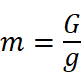 m = G/g